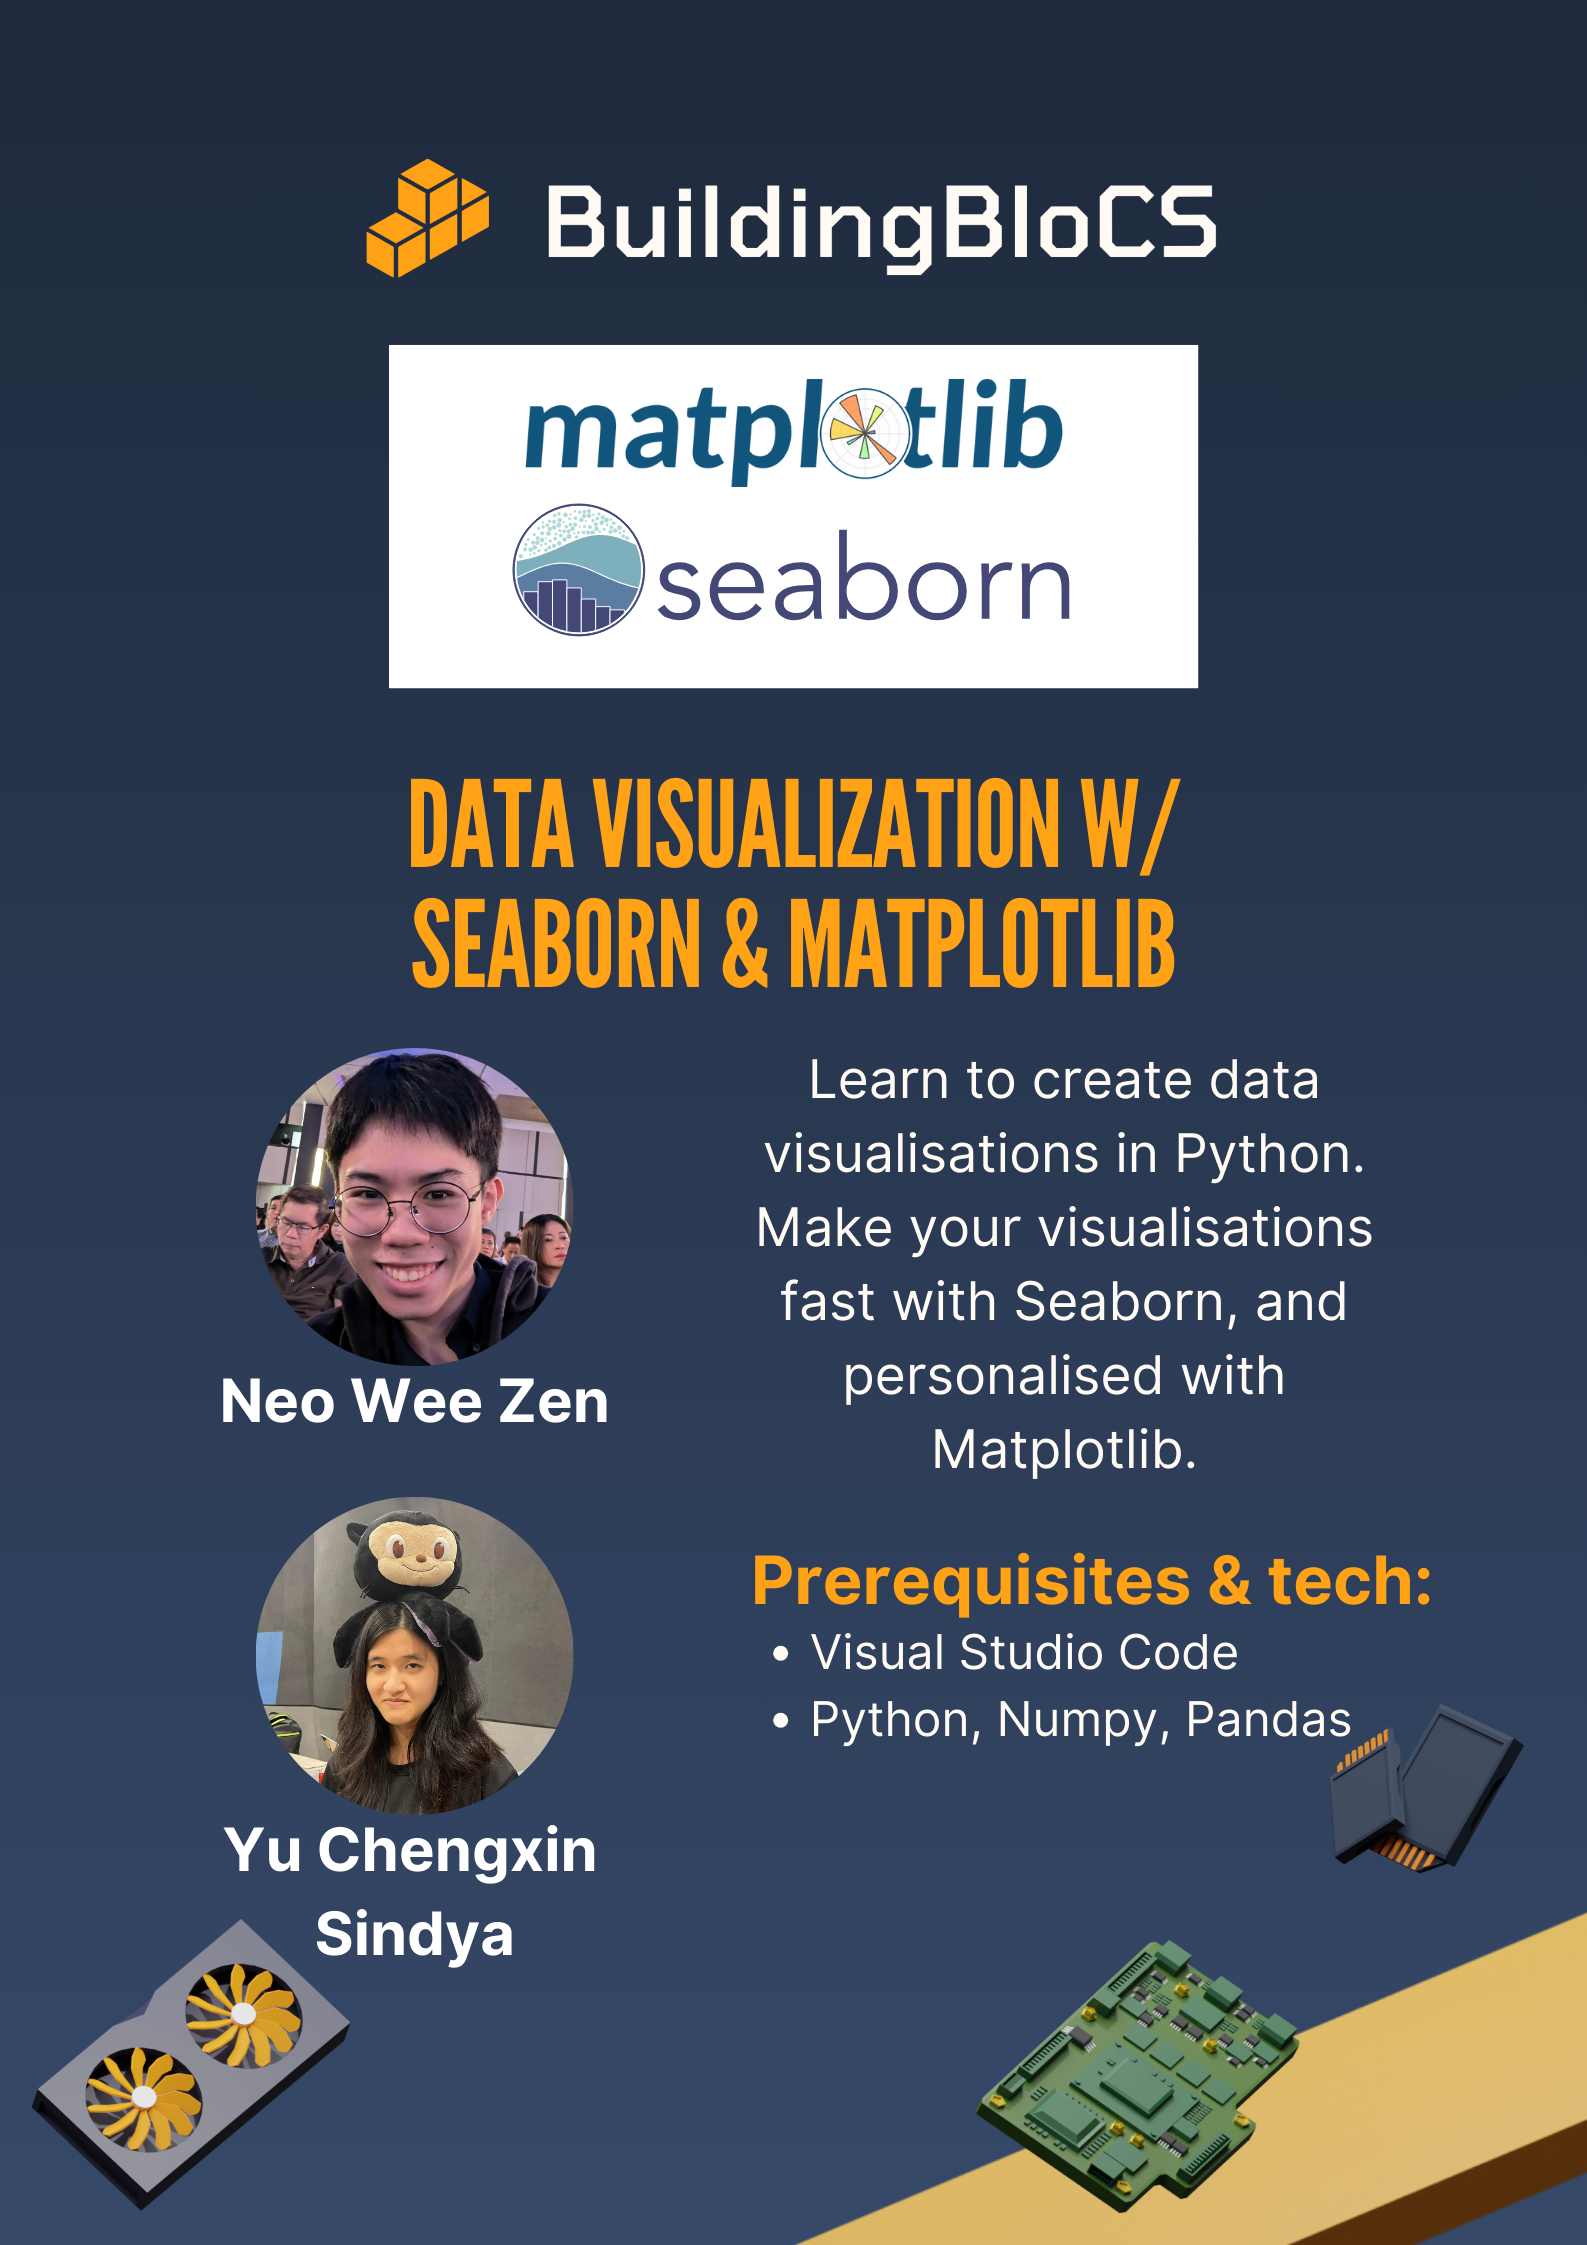 BuildingBloCS
matplotlib
seaborn
DATA VISUALIZATION W/
SEABORN & MATPLOTLIB
Neo Wee Zen
Yu Chengxin
Sindya
Learn to create data
visualisations in Python.
Make your visualisations
fast with Seaborn, and
personalised with
Matplotlib.
Prerequisites & tech:
• Visual Studio Code
• Python, Numpy, Pandas